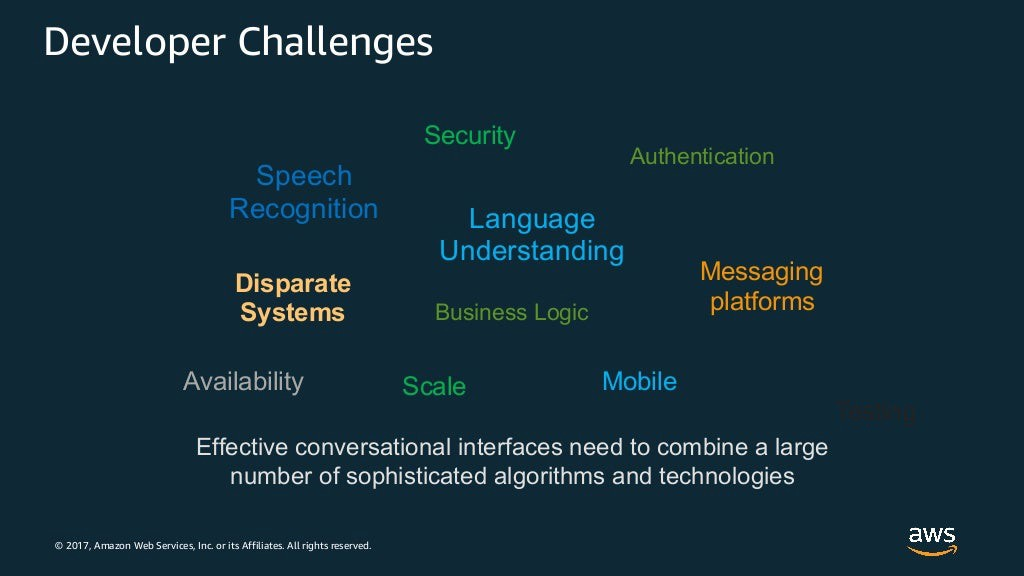 Developer Challenges
Security
Authentication
Speech
Recognition
Language
Understanding
Messaging
platforms
Disparate
Systems
Business Logic
Availability
Scale
Mobile
Effective conversational interfaces need to combine a large
number of sophisticated algorithms and technologies
© 2017, Amazon Web Services, Inc. or its Affiliates. All rights reserved.
aws